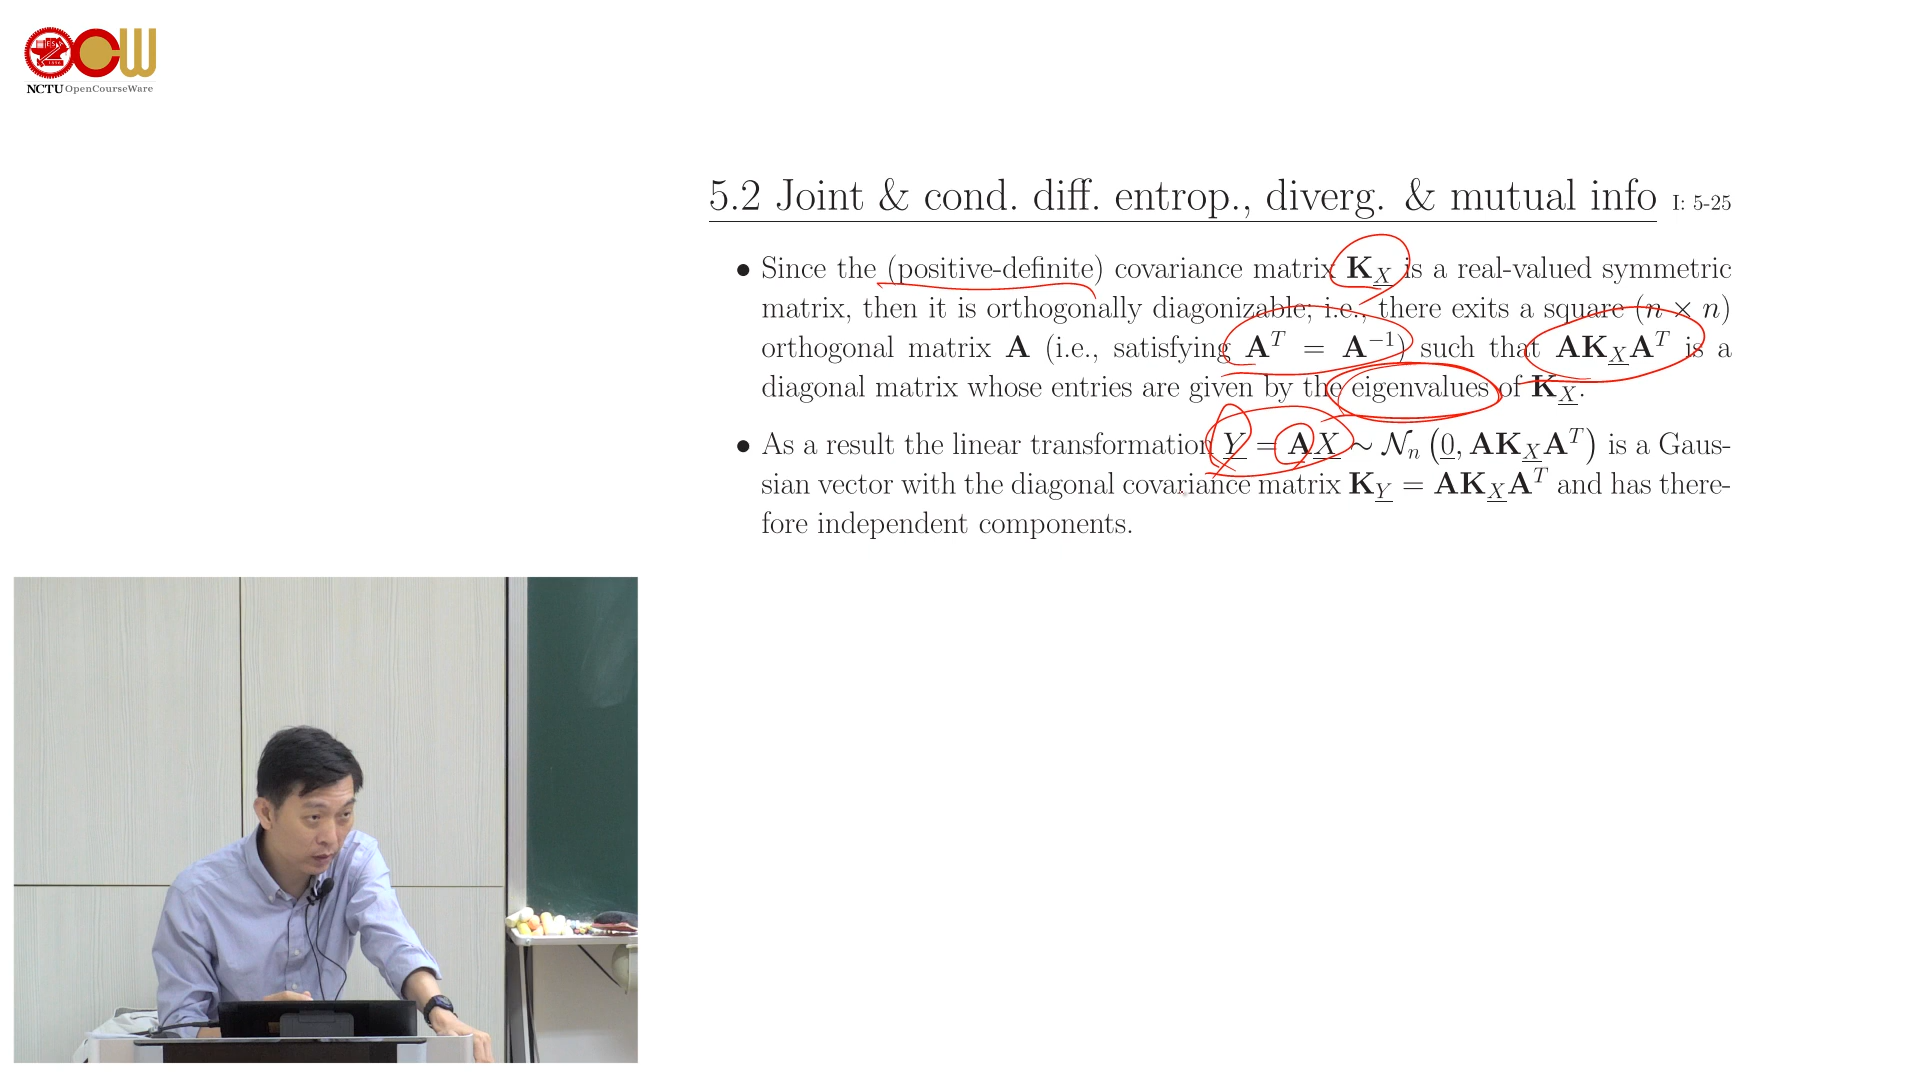 NCTU OpenCourseWare
5.2 Joint & cond. diff. entrop., diverg. & mutual info I: 5-25
• Since the (positive-definite) covariance matrix K_X is a real-valued symmetric
matrix, then it is orthogonally diagonizable; i.e., there exits a square (n × n)
orthogonal matrix A (i.e., satisfying A^T = A^{-1}) such that AK_XA^T is a
diagonal matrix whose entries are given by the eigenvalues of K_X.
• As a result the linear transformation Y = AX ∼ N_n (0, AK_XA^T) is a Gaus-
sian vector with the diagonal covariance matrix K_Y = AK_XA^T and has there-
fore independent components.